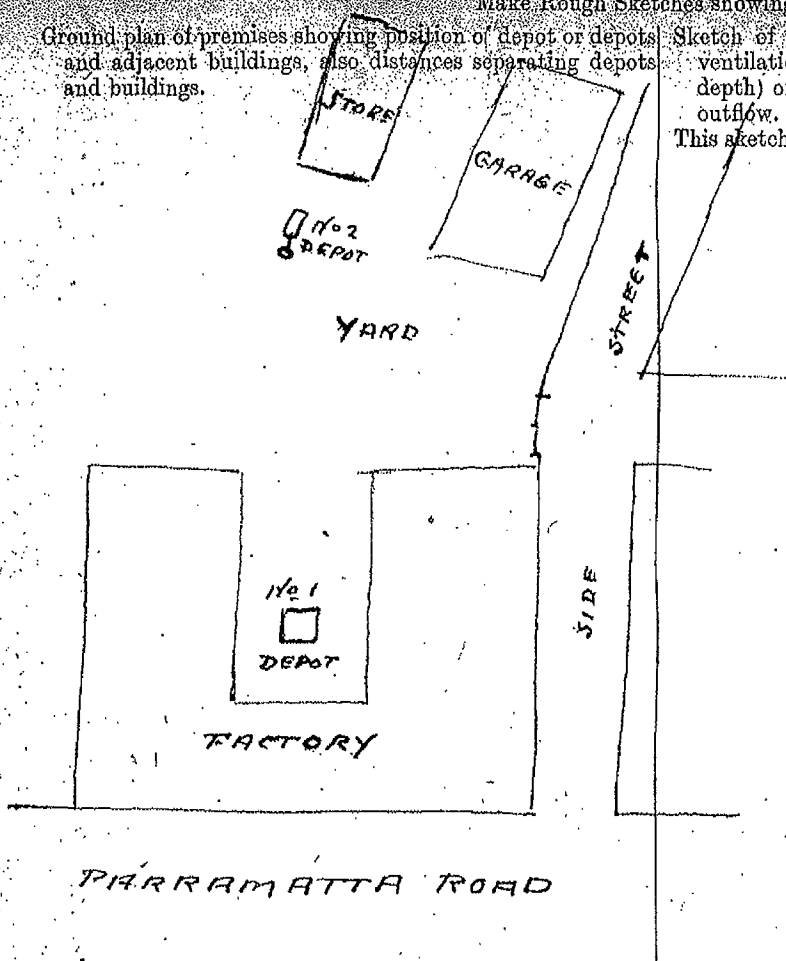 Make Rough Sketches showing
Ground plan of premises showing position of depot or depots
and adjacent buildings, also distances separating depots
and buildings.
Sketch of
depth) o
outflow.
This sketch
STORE
GARAGE
No 2
DEPOT
YARD
STREET
No 1
DEPOT
SIDE
FACTORY
PARRAMATTA ROAD